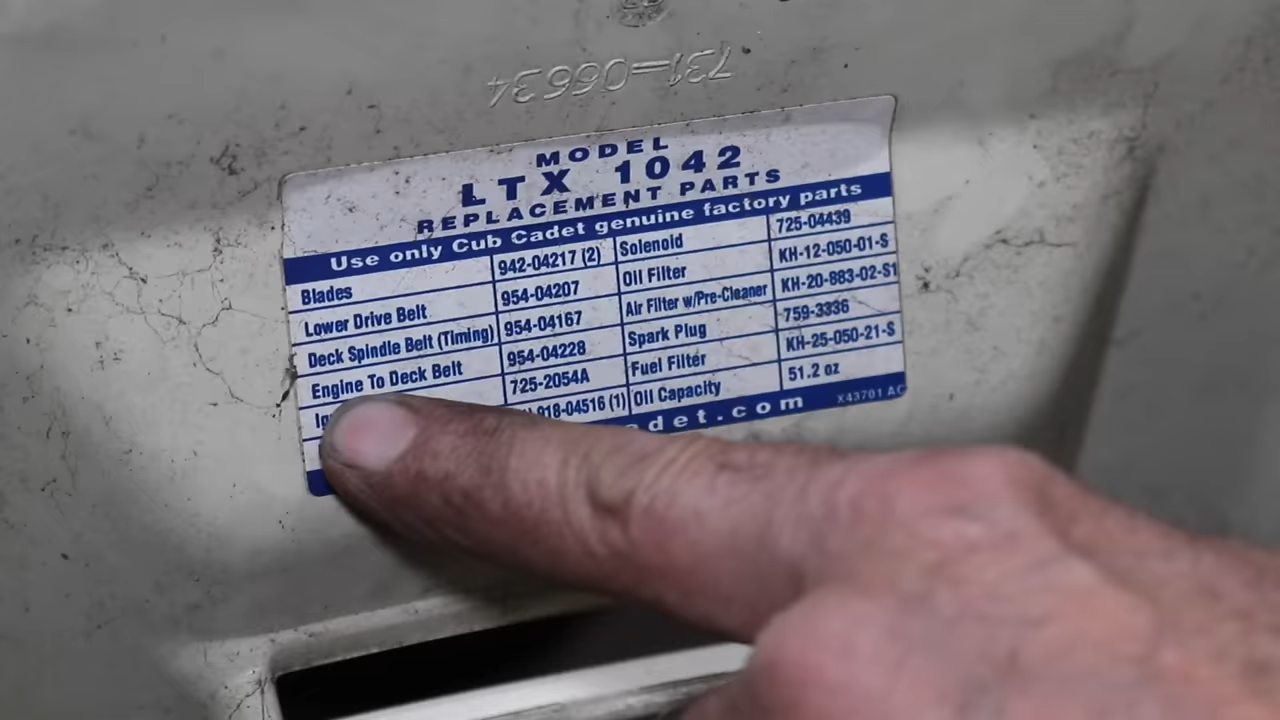 731-06634
MODEL
LTX 1042
REPLACEMENT PARTS
Use only Cub Cadet genuine factory parts
Blades 942-04217 (2) Solenoid 725-04439
Lower Drive Belt 954-04207 Oil Filter KH-12-050-01-S
Deck Spindle Belt (Timing) 954-04167 Air Filter w/Pre-Cleaner KH-20-883-02-S1
Engine To Deck Belt 954-04228 Spark Plug 759-3336
725-2054A Fuel Filter KH-25-050-21-S
918-04516 (1) Oil Capacity 51.2 oz
X43701 AC